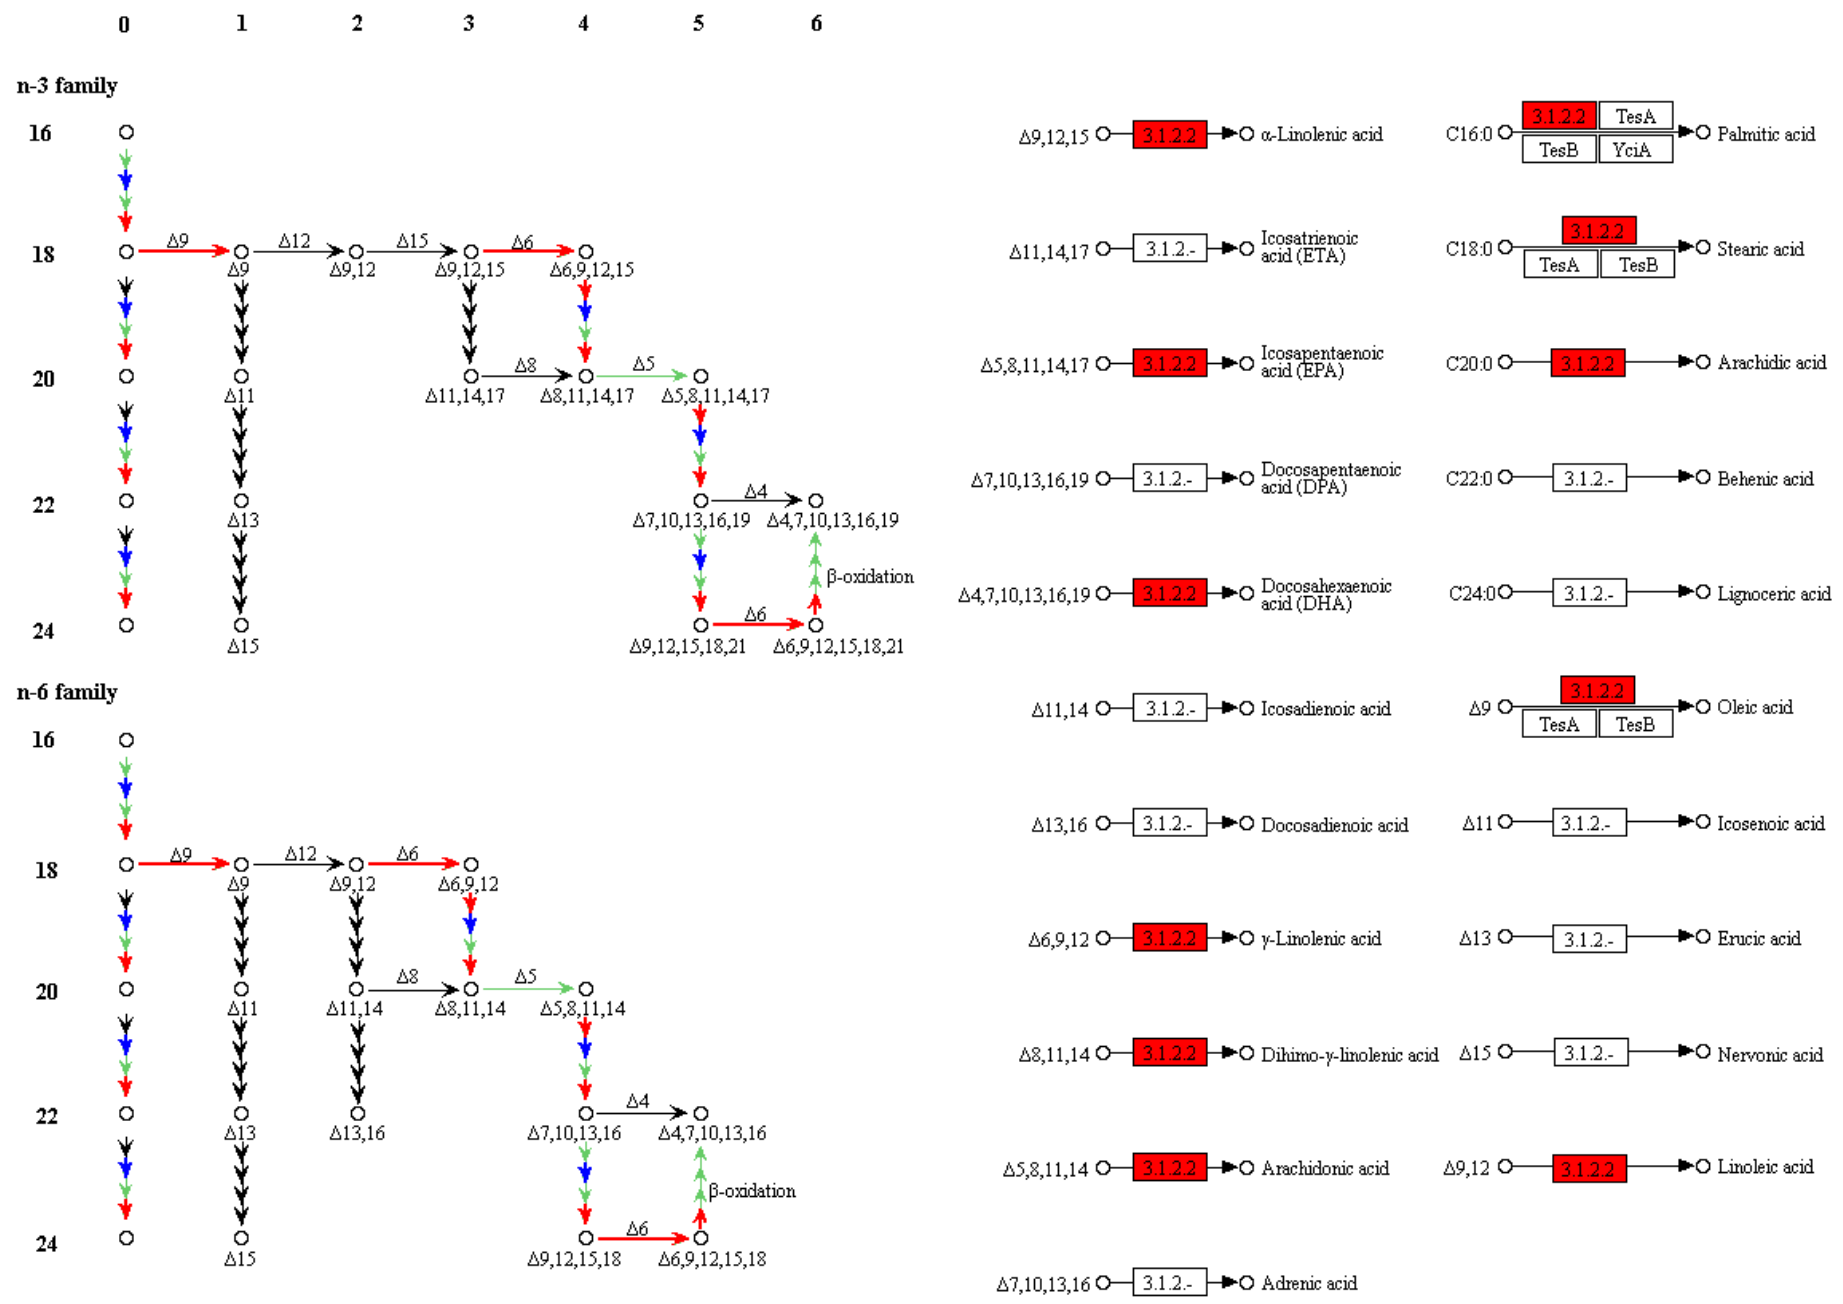 0 1 2 3 4 5 6
n-3 family
16
18
Δ9 Δ12 Δ15 Δ6
Δ9 Δ9,12 Δ9,12,15 Δ6,9,12,15
Δ8 Δ5
20
Δ11 Δ11,14,17 Δ8,11,14,17 Δ5,8,11,14,17
Δ4
22
Δ13 Δ7,10,13,16,19 Δ4,7,10,13,16,19
β-oxidation
Δ6
24
Δ15 Δ9,12,15,18,21 Δ6,9,12,15,18,21
n-6 family
16
Δ9 Δ12 Δ6
18
Δ9 Δ9,12 Δ6,9,12
Δ8 Δ5
20
Δ11 Δ11,14 Δ8,11,14 Δ5,8,11,14
Δ4
22
Δ13 Δ13,16 Δ7,10,13,16 Δ4,7,10,13,16
β-oxidation
Δ6
24
Δ15 Δ9,12,15,18 Δ6,9,12,15,18
Δ9,12,15 3.1.2.2 α-Linolenic acid
Δ11,14,17 3.1.2.- Icosatrienoic
acid (ETA)
Δ5,8,11,14,17 3.1.2.2 Icosapentaenoic
acid (EPA)
Δ7,10,13,16,19 3.1.2.- Docosapentaenoic
acid (DPA)
Δ4,7,10,13,16,19 3.1.2.2 Docosahexaenoic
acid (DHA)
Δ11,14 3.1.2.- Icosadienoic acid
Δ13,16 3.1.2.- Docosadienoic acid
Δ6,9,12 3.1.2.2 γ-Linolenic acid
Δ8,11,14 3.1.2.2 Dihimo-γ-linolenic acid
Δ5,8,11,14 3.1.2.2 Arachidonic acid
Δ7,10,13,16 3.1.2.- Adrenic acid
3.1.2.2 TesA
C16:0 Palmitic acid
TesB YciA
3.1.2.2
C18:0 Stearic acid
TesA TesB
C20:0 3.1.2.2 Arachidic acid
C22:0 3.1.2.- Behenic acid
C24:0 3.1.2.- Lignoceric acid
3.1.2.2
Δ9 Oleic acid
TesA TesB
Δ11 3.1.2.- Icosenoic acid
Δ13 3.1.2.- Erucic acid
Δ15 3.1.2.- Nervonic acid
Δ9,12 3.1.2.2 Linoleic acid